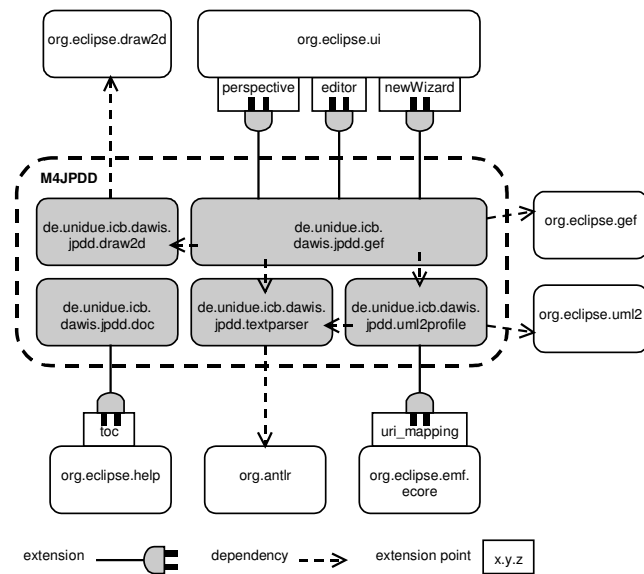 org.eclipse.draw2d
org.eclipse.ui
perspective
editor
newWizard
M4JPDD
de.unidue.icb.dawis.
jpdd.draw2d
de.unidue.icb.
dawis.jpdd.gef
org.eclipse.gef
de.unidue.icb.
dawis.jpdd.doc
de.unidue.icb.dawis.
jpdd.textparser
de.unidue.icb.dawis.
jpdd.uml2profile
org.eclipse.uml2
toc
uri_mapping
org.eclipse.help
org.antlr
org.eclipse.emf.
ecore
extension
dependency
extension point
x.y.z